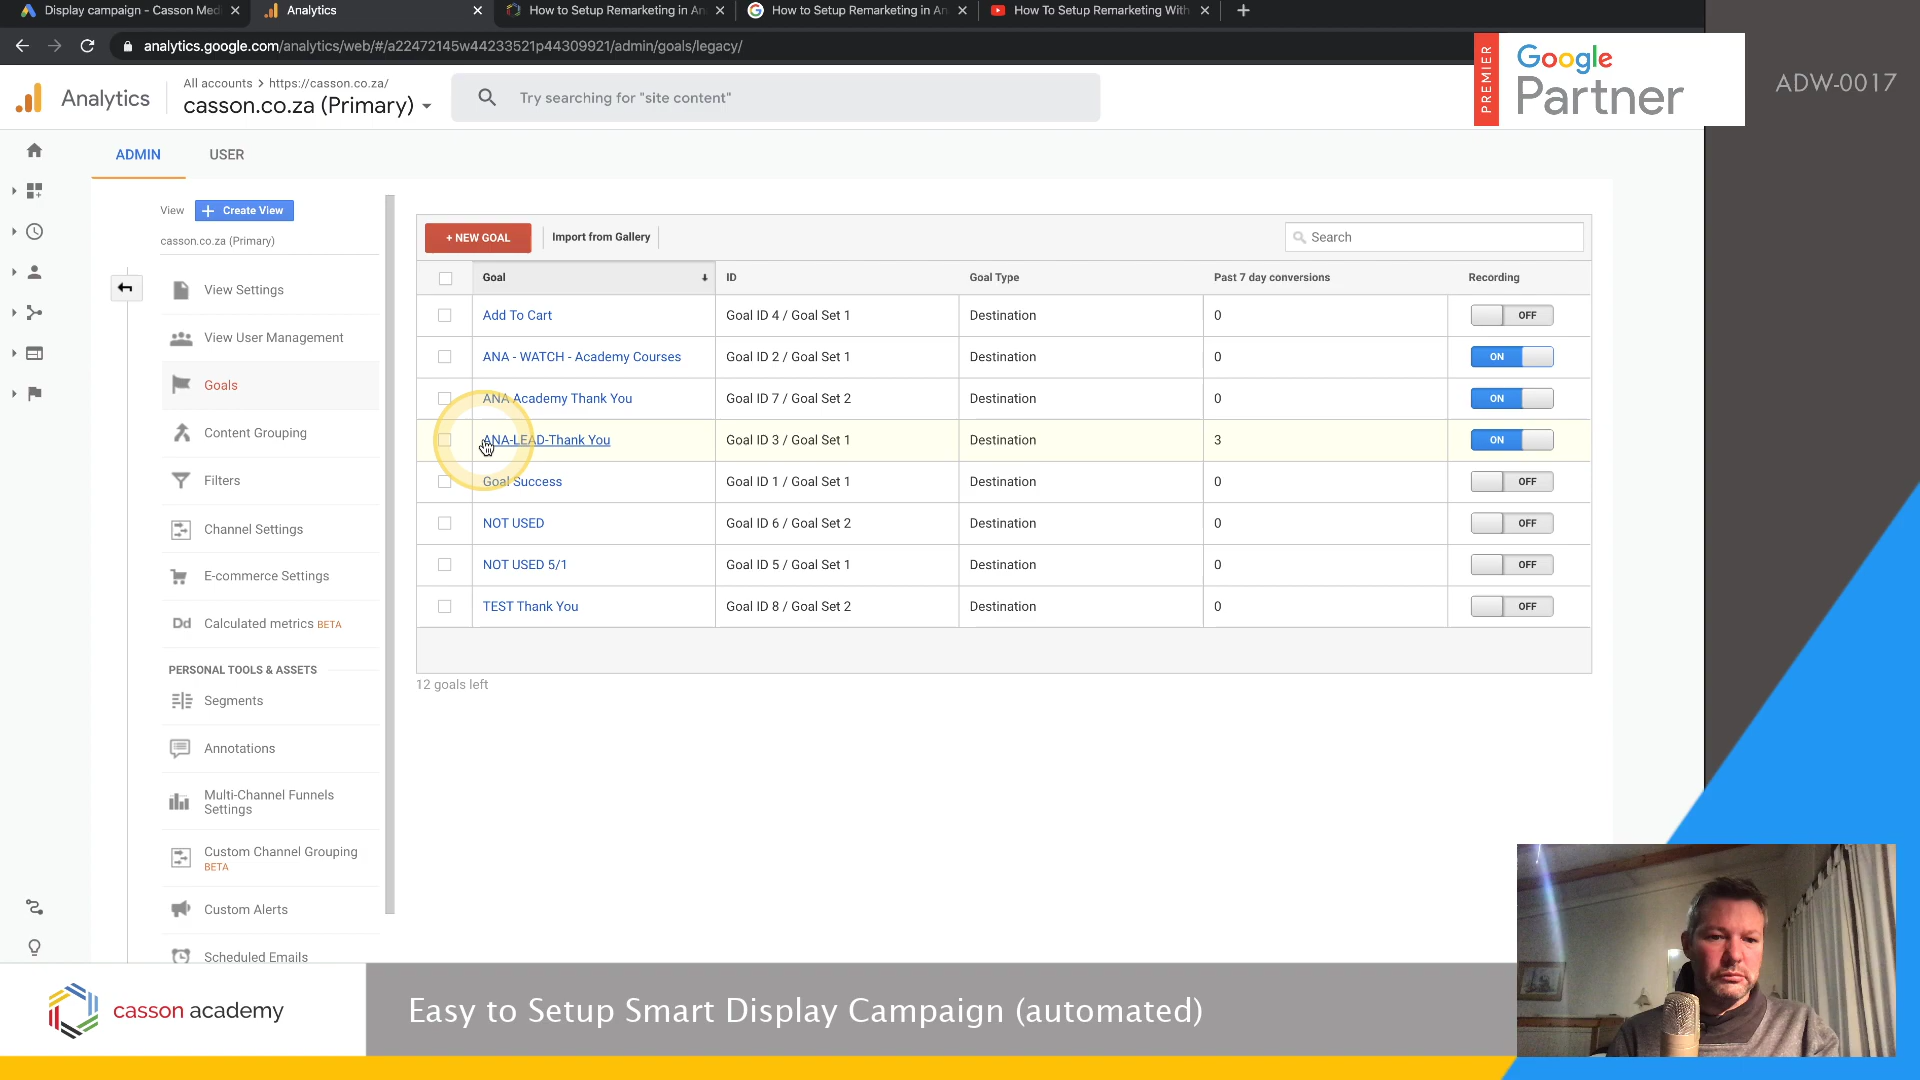 Display campaign - Casson Med
Analytics
How to Setup Remarketing in An
How to Setup Remarketing in An
How To Setup Remarketing With
analytics.google.com/analytics/web/#/a22472145w44233521p44309921/admin/goals/legacy/
PREMIER
Google
Partner
ADW-0017
Analytics
All accounts > https://casson.co.za/
casson.co.za (Primary)
Try searching for "site content"
ADMIN
USER
View
+ Create View
casson.co.za (Primary)
View Settings
View User Management
Goals
Content Grouping
Filters
Channel Settings
E-commerce Settings
Dd Calculated metrics BETA
PERSONAL TOOLS & ASSETS
Segments
Annotations
Multi-Channel Funnels
Settings
Custom Channel Grouping
BETA
Custom Alerts
Scheduled Emails
+ NEW GOAL
Import from Gallery
Search
Goal ID Goal Type Past 7 day conversions Recording
Add To Cart Goal ID 4 / Goal Set 1 Destination 0 OFF
ANA - WATCH - Academy Courses Goal ID 2 / Goal Set 1 Destination 0 ON
ANA Academy Thank You Goal ID 7 / Goal Set 2 Destination 0 ON
ANA-LEAD-Thank You Goal ID 3 / Goal Set 1 Destination 3 ON
Goal Success Goal ID 1 / Goal Set 1 Destination 0 OFF
NOT USED Goal ID 6 / Goal Set 2 Destination 0 OFF
NOT USED 5/1 Goal ID 5 / Goal Set 1 Destination 0 OFF
TEST Thank You Goal ID 8 / Goal Set 2 Destination 0 OFF
12 goals left
casson academy
Easy to Setup Smart Display Campaign (automated)